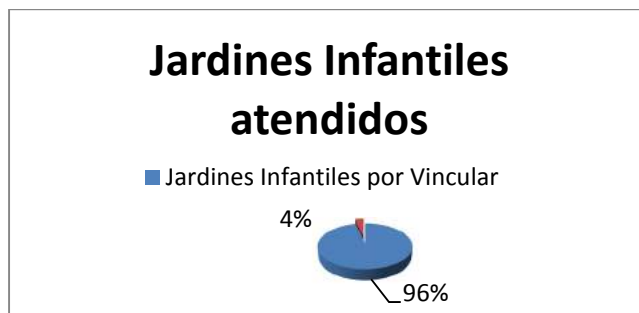 Jardines Infantiles
atendidos
Jardines Infantiles por Vincular
4%
96%